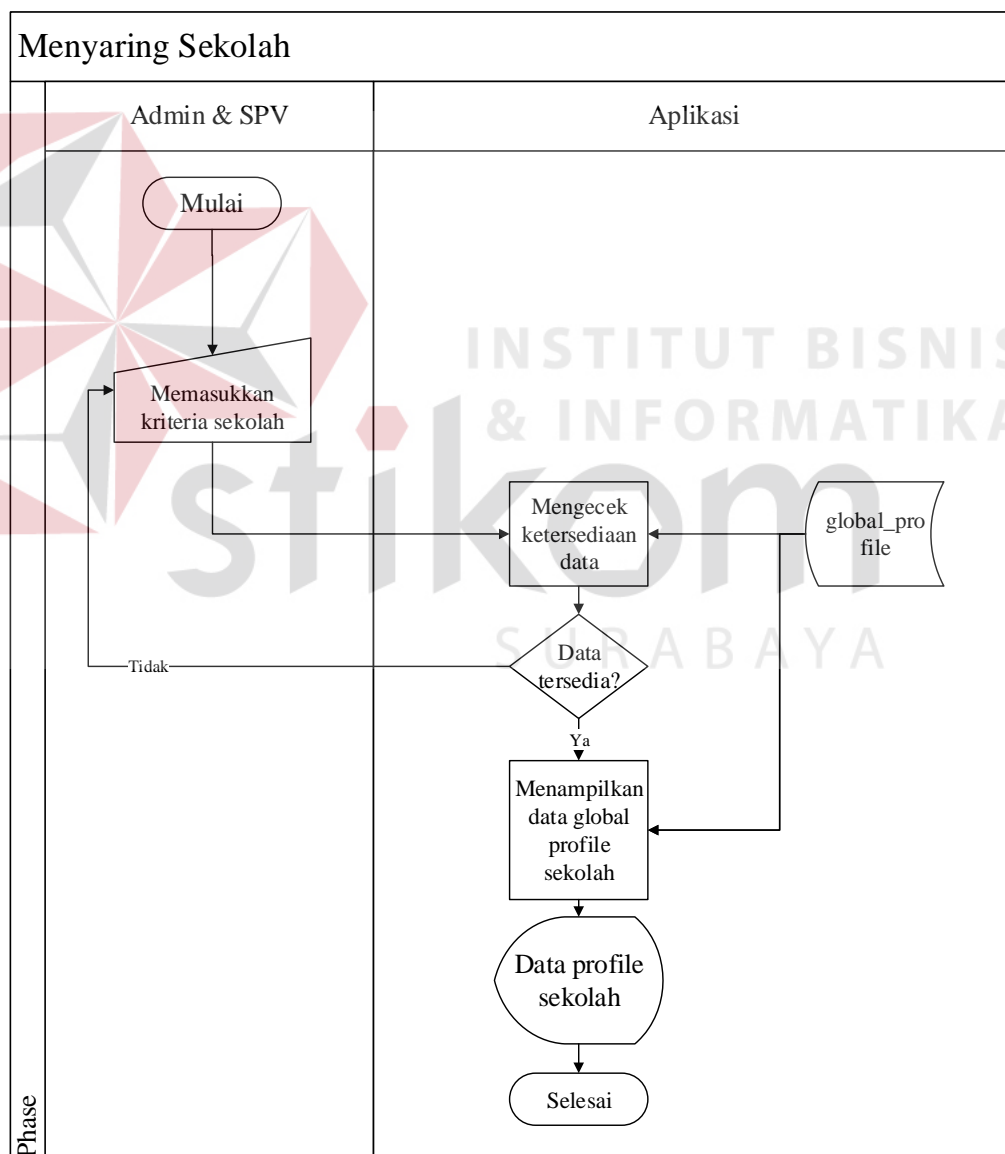 Menyaring Sekolah
Admin & SPV
Aplikasi
Mulai
INSTITUT BISNIS
& INFORMATIKA
stikom
SURABAYA
Memasukkan
kriteria sekolah
Mengecek
ketersediaan
data
global_pro
file
Data
tersedia?
Tidak
Ya
Menampilkan
data global
profile
sekolah
Data profile
sekolah
Selesai
Phase